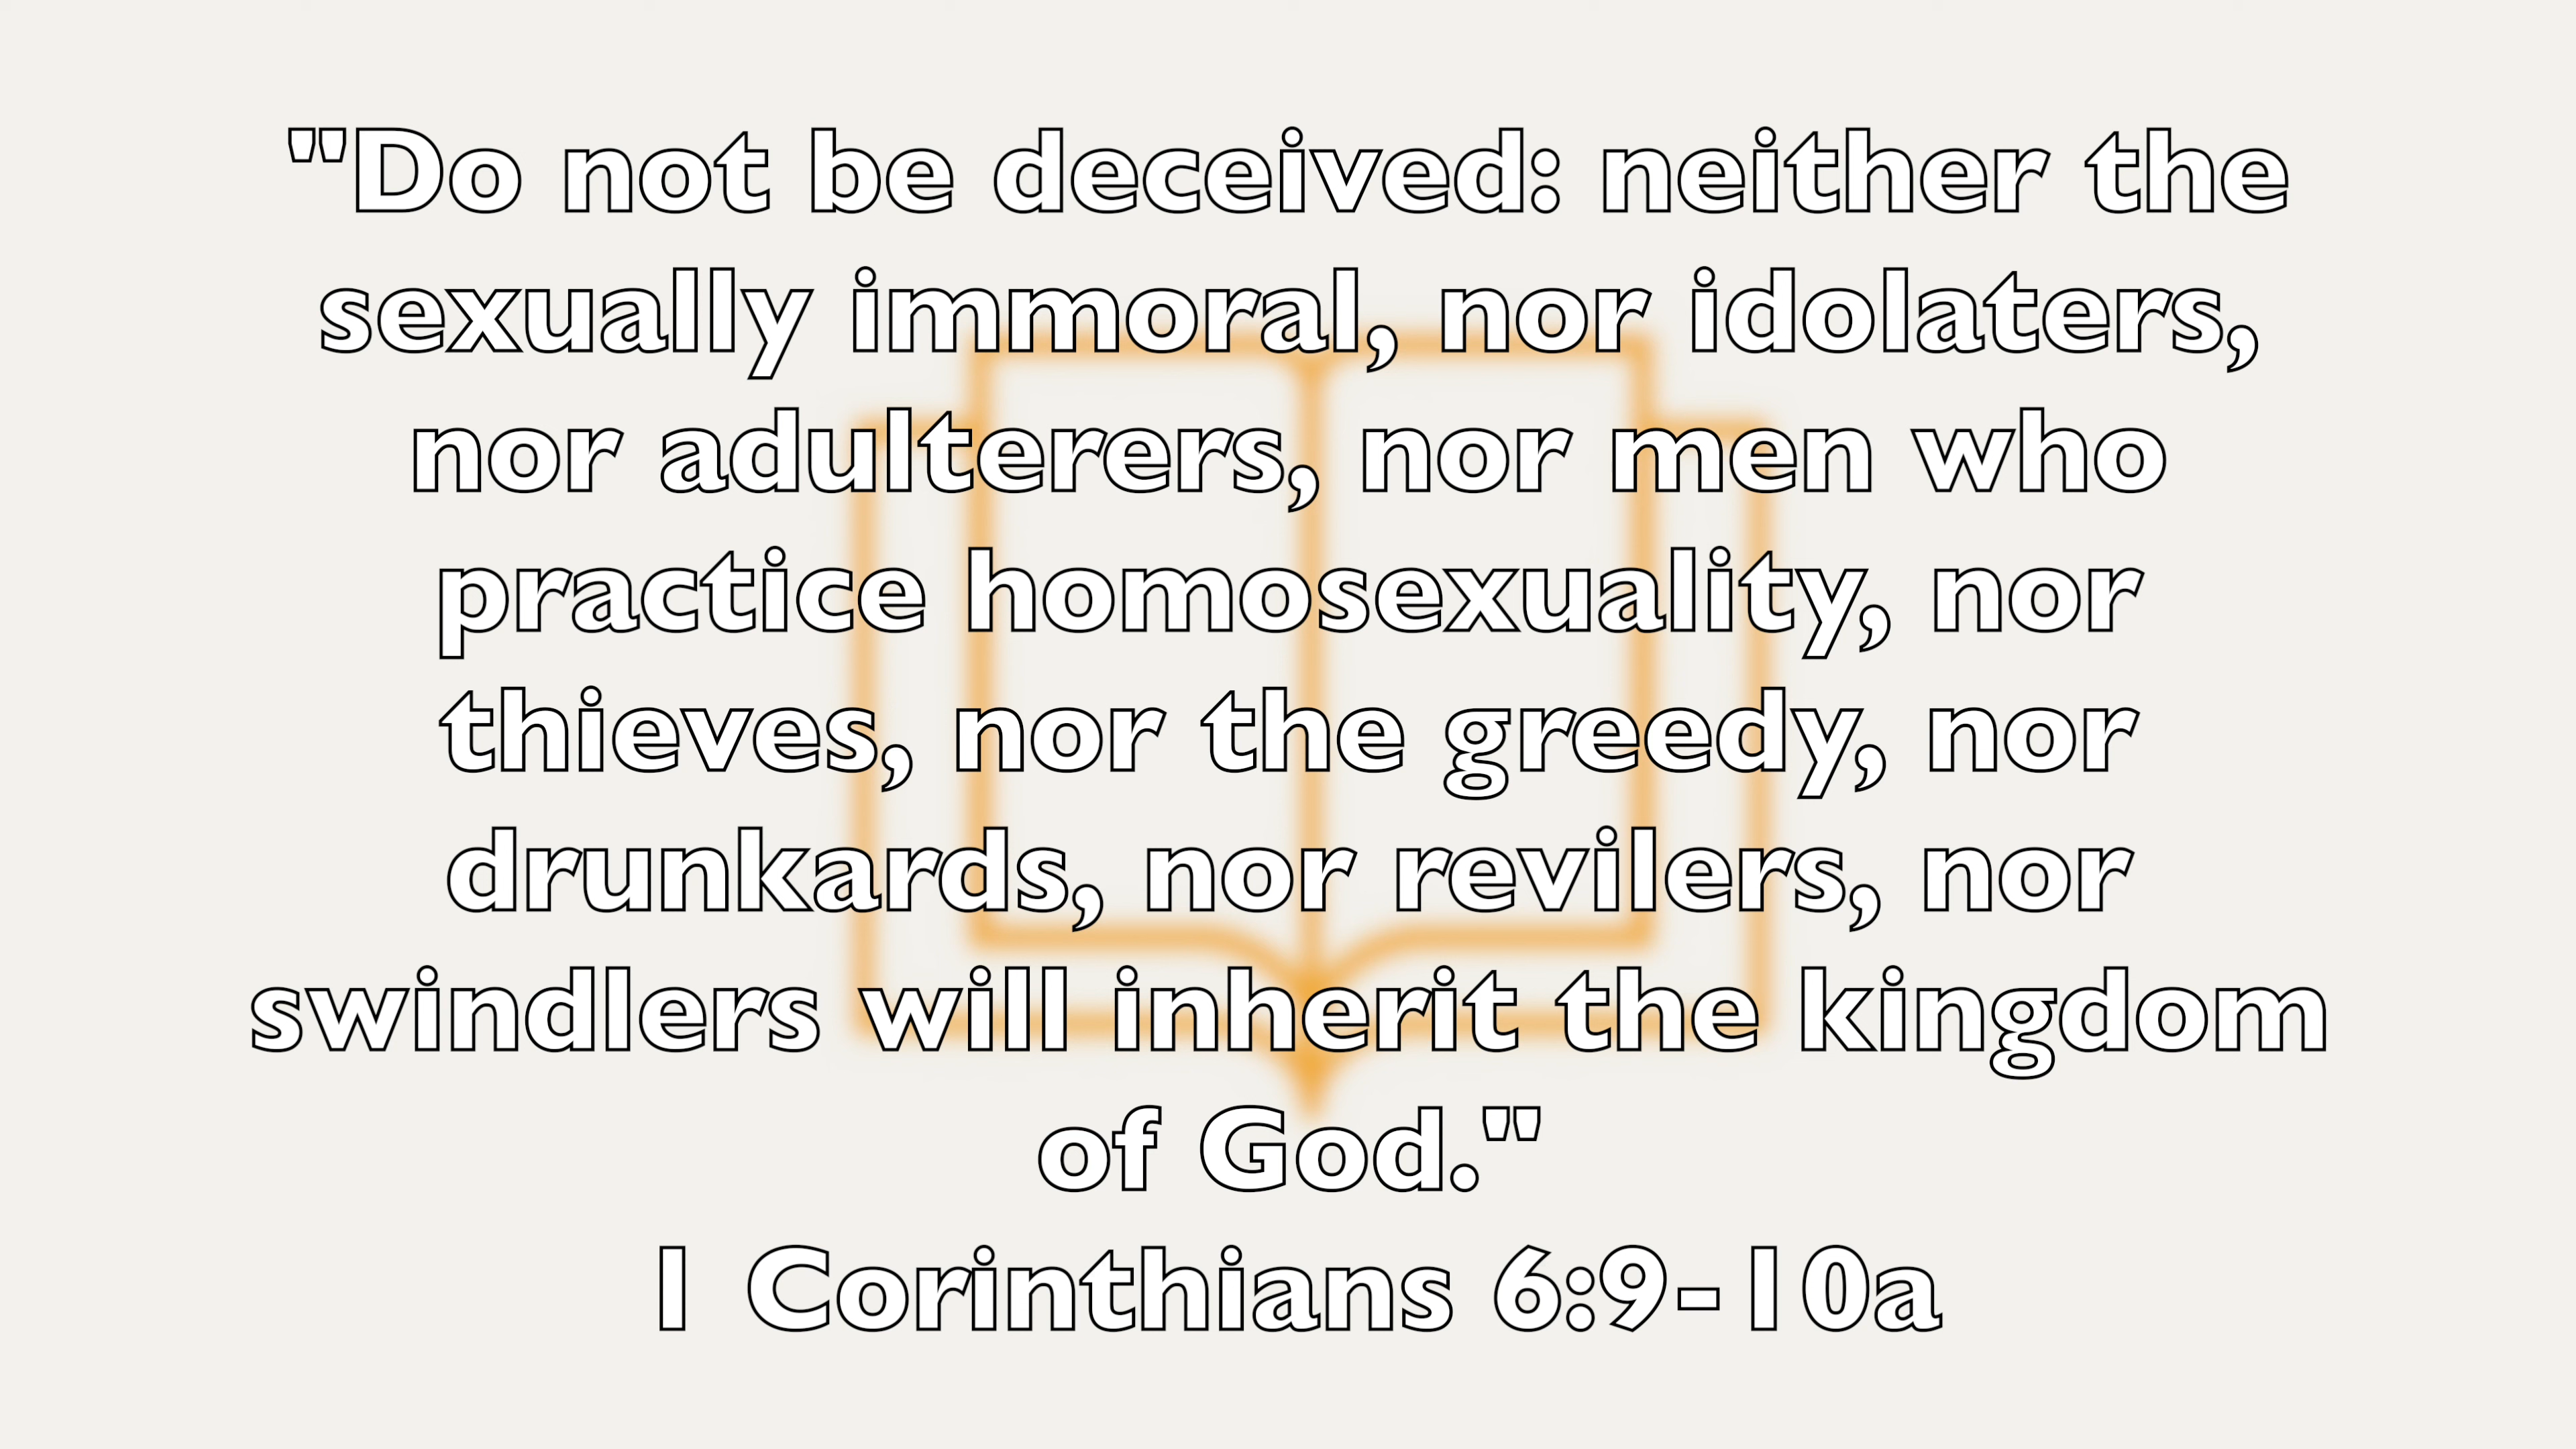 "Do not be deceived: neither the
sexually immoral, nor idolaters,
nor adulterers, nor men who
practice homosexuality, nor
thieves, nor the greedy, nor
drunkards, nor revilers, nor
swindlers will inherit the kingdom
of God."
1 Corinthians 6:9-10a